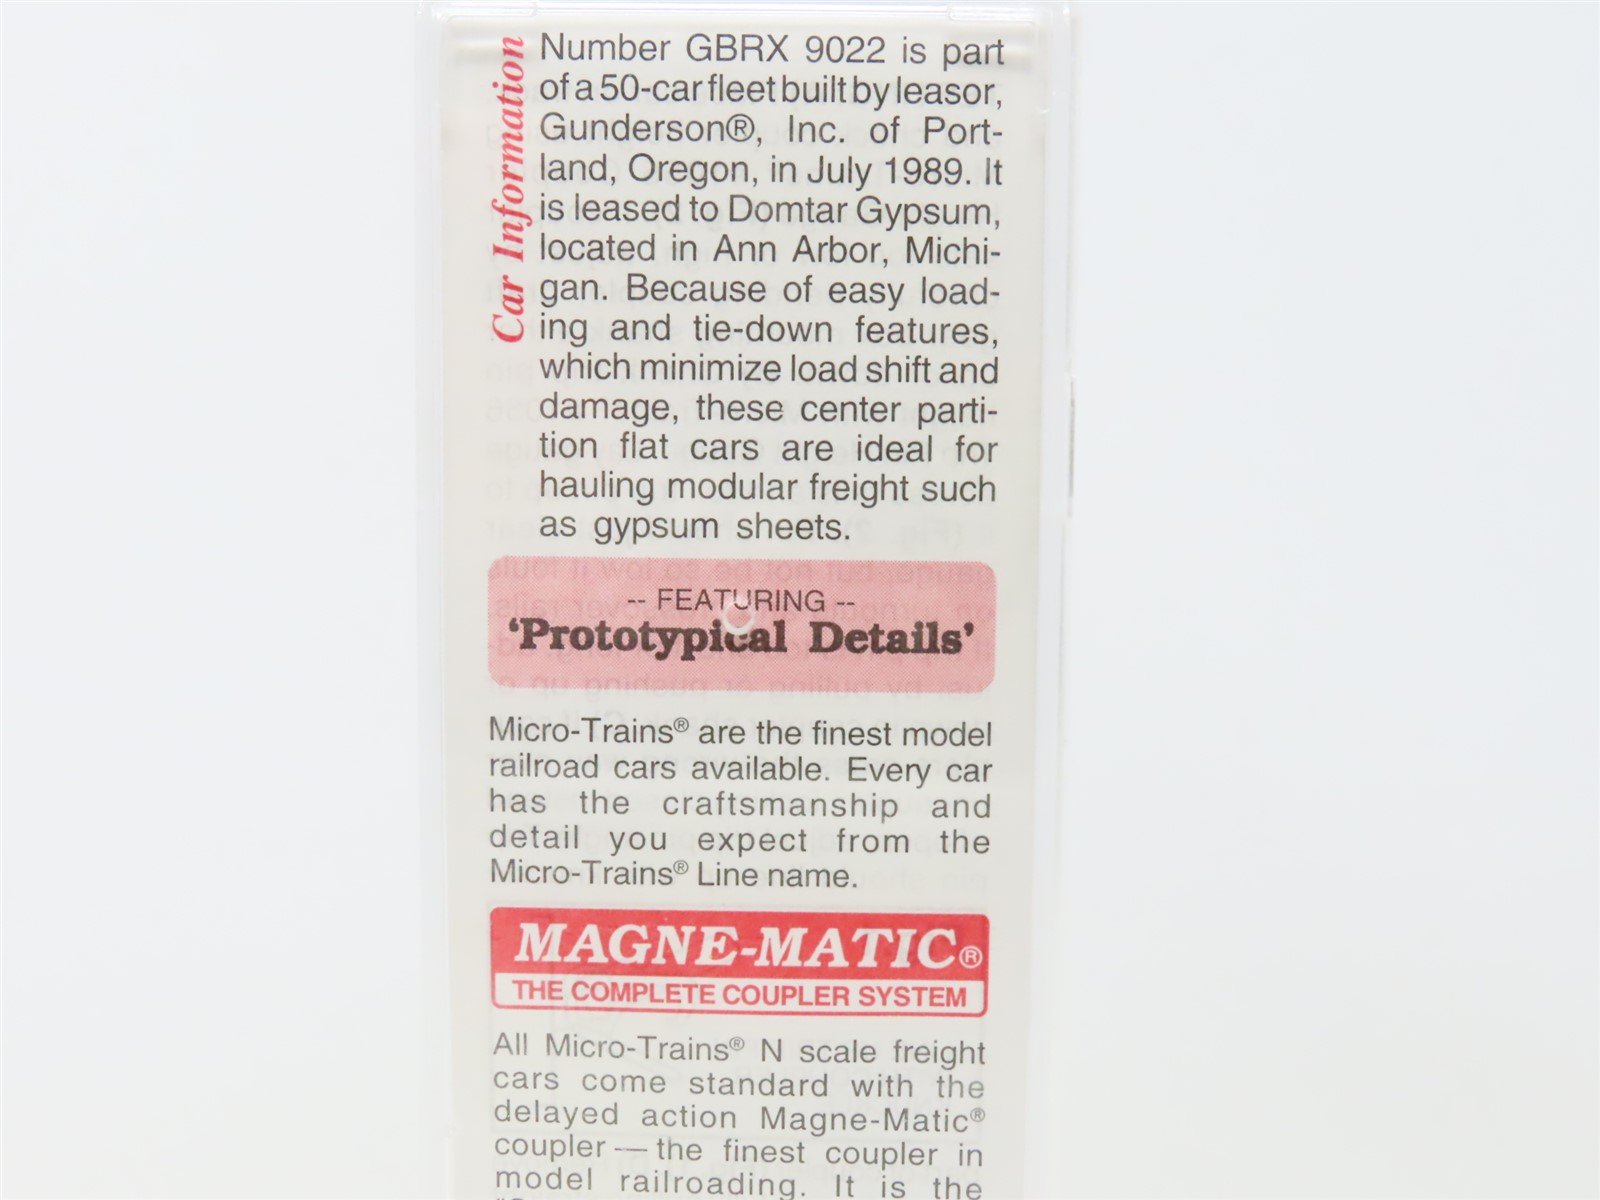 Car Information
Number GBRX 9022 is part
of a 50-car fleet built by leasor,
Gunderson®, Inc. of Port-
land, Oregon, in July 1989. It
is leased to Domtar Gypsum,
located in Ann Arbor, Michi-
gan. Because of easy load-
ing and tie-down features,
which minimize load shift and
damage, these center parti-
tion flat cars are ideal for
hauling modular freight such
as gypsum sheets.
-- FEATURING --
‘Prototypical Details’
Micro-Trains® are the finest model
railroad cars available. Every car
has the craftsmanship and
detail you expect from the
Micro-Trains® Line name.
MAGNE-MATIC®
THE COMPLETE COUPLER SYSTEM
All Micro-Trains® N scale freight
cars come standard with the
delayed action Magne-Matic®
coupler — the finest coupler in
model railroading. It is the